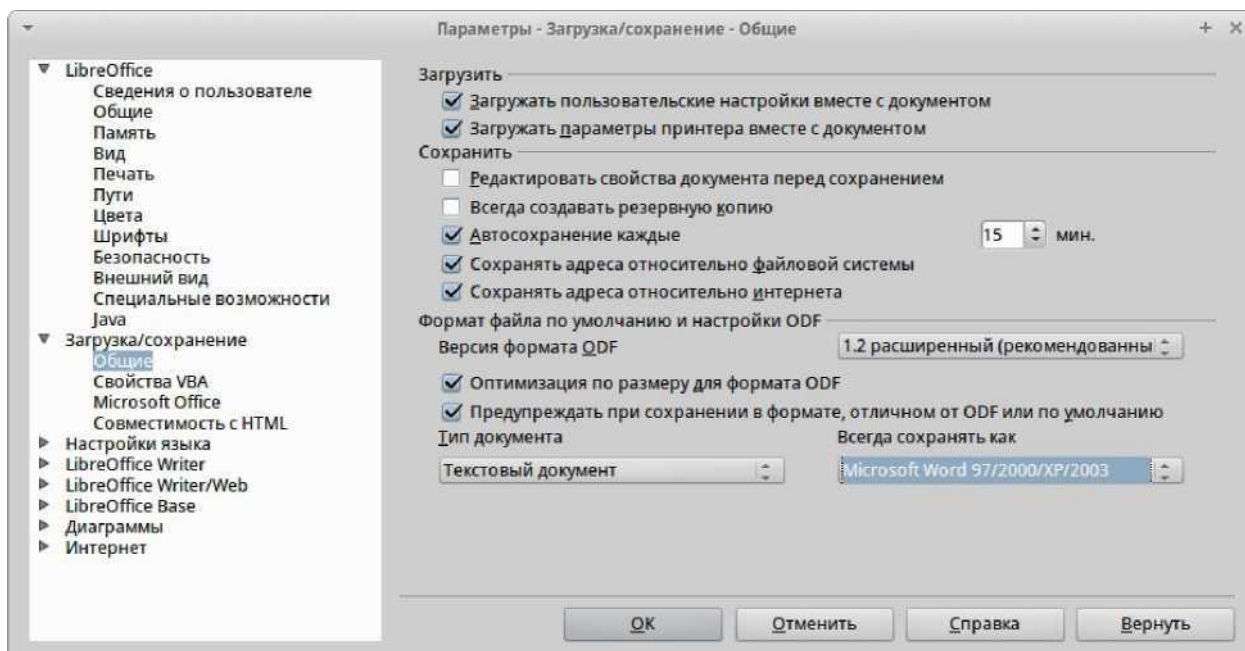 Параметры - Загрузка/сохранение - Общие
LibreOffice
Сведения о пользователе
Общие
Память
Вид
Печать
Пути
Цвета
Шрифты
Безопасность
Внешний вид
Специальные возможности
Java
Загрузка/сохранение
Общие
Свойства VBA
Microsoft Office
Совместимость с HTML
Настройки языка
LibreOffice Writer
LibreOffice Writer/Web
LibreOffice Base
Диаграммы
Интернет
Загрузить
Загружать пользовательские настройки вместе с документом
Загружать параметры принтера вместе с документом
Сохранить
Редактировать свойства документа перед сохранением
Всегда создавать резервную копию
Автосохранение каждые 15 мин.
Сохранять адреса относительно файловой системы
Сохранять адреса относительно интернета
Формат файла по умолчанию и настройки ODF
Версия формата ODF 1.2 расширенный (рекомендованны
Оптимизация по размеру для формата ODF
Предупреждать при сохранении в формате, отличном от ODF или по умолчанию
Тип документа Всегда сохранять как
Текстовый документ Microsoft Word 97/2000/XP/2003
OK Отменить Справка Вернуть